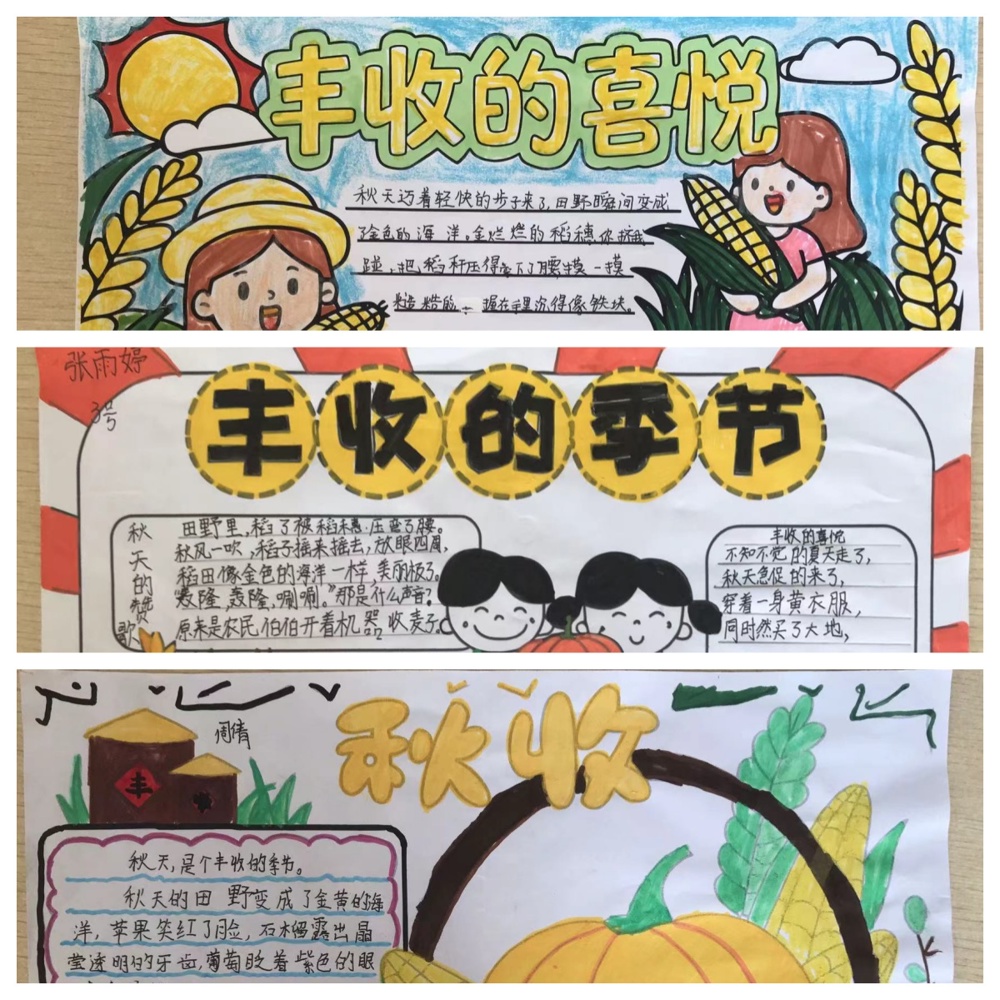 丰收的喜悦
秋天迈着轻快的步子来了,田野瞬间变成
了金色的海洋。金灿灿的稻穗你挤我
碰,把稻秆压得弯下了腰摸一摸
糙糙的 握在手里沉得像铁块。
张雨婷
3号
丰收的季节
秋天的赞歌
田野里,稻子被稻穗压弯了腰。
秋风一吹,稻子摇来摇去,放眼四周,
稻田像金色的海洋一样,美丽极了。
“轰隆,轰隆,唰唰。”那是什么声音?
原来是农民伯伯开着机器收麦子。
丰收的喜悦
不知不觉的夏天走了,
秋天急促的来了,
穿着一身黄衣服,
同时然买了大地,
秋收
周倩
丰
秋天,是个丰收的季节。
秋天的田野变成了金黄的海
洋,苹果笑红了脸,石榴露出晶
莹透明的牙齿,葡萄眨着紫色的眼